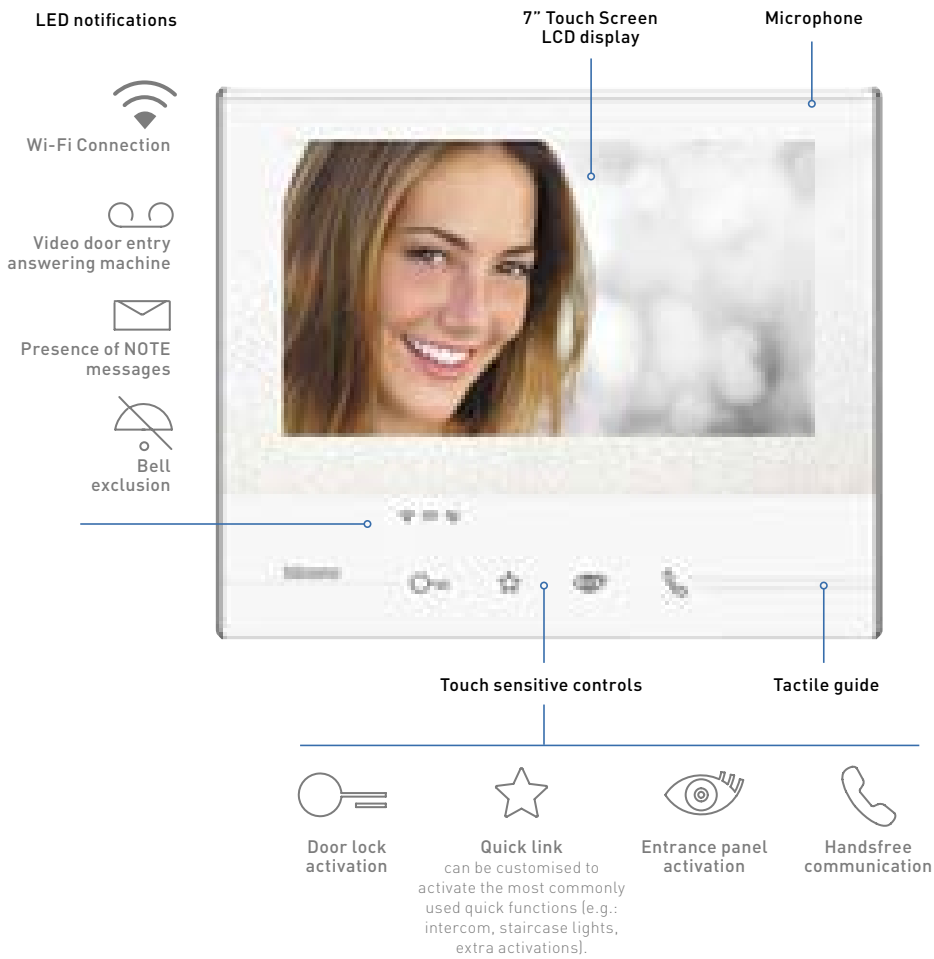 LED notifications
7” Touch Screen
LCD display
Microphone
Wi-Fi Connection
Video door entry
answering machine
Presence of NOTE
messages
Bell
exclusion
Touch sensitive controls
Tactile guide
Door lock
activation
Quick link
can be customised to
activate the most commonly
used quick functions (e.g.:
intercom, staircase lights,
extra activations).
Entrance panel
activation
Handsfree
communication